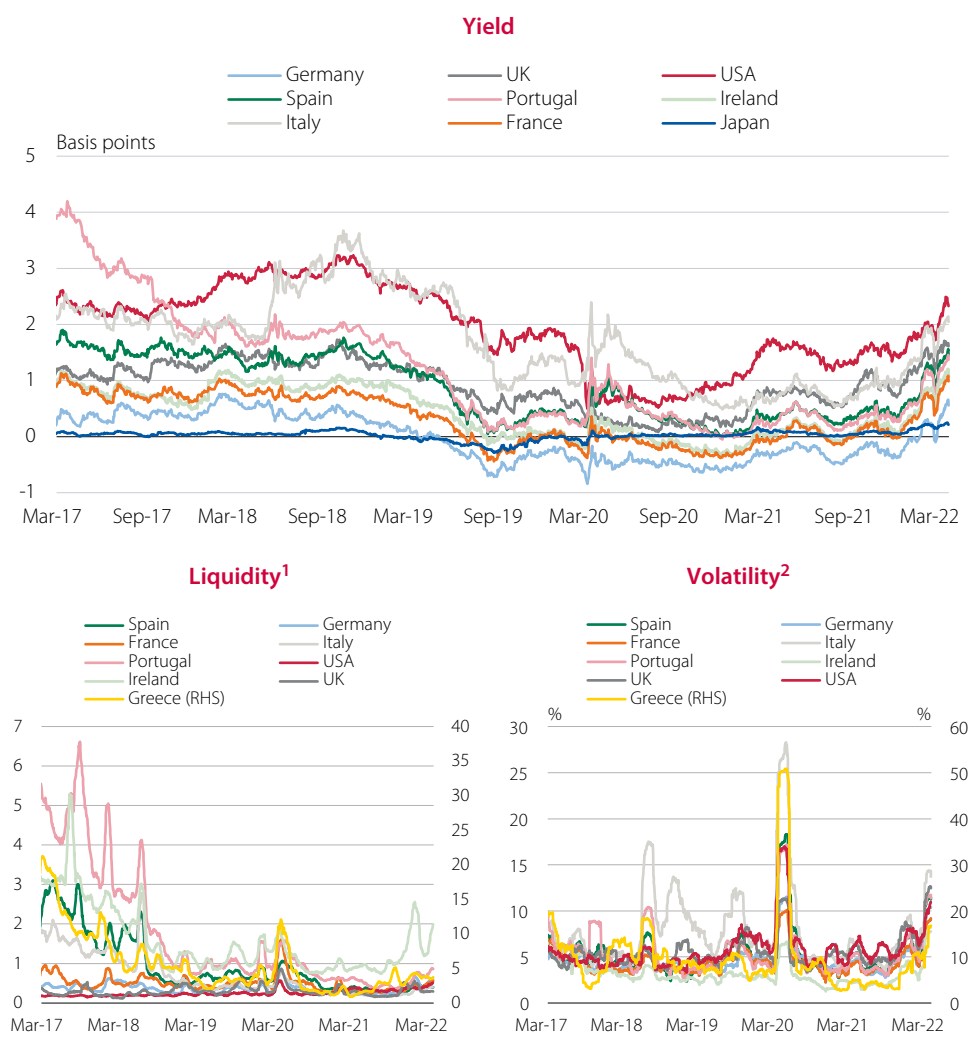 Yield
Germany UK USA
Spain Portugal Ireland
Italy France Japan
Basis points
5
4
3
2
1
0
-1
Mar-17 Sep-17 Mar-18 Sep-18 Mar-19 Sep-19 Mar-20 Sep-20 Mar-21 Sep-21 Mar-22
Liquidity¹
Spain Germany
France Italy
Portugal USA
Ireland UK
Greece (RHS)
7 40
6 35
5 30
4 25
3 20
2 15
1 10
0 5
0
Mar-17 Mar-18 Mar-19 Mar-20 Mar-21 Mar-22
Volatility²
Spain Germany
France Italy
Portugal Ireland
UK USA
Greece (RHS)
% %
30 60
25 50
20 40
15 30
10 20
5 10
0 0
Mar-17 Mar-18 Mar-19 Mar-20 Mar-21 Mar-22